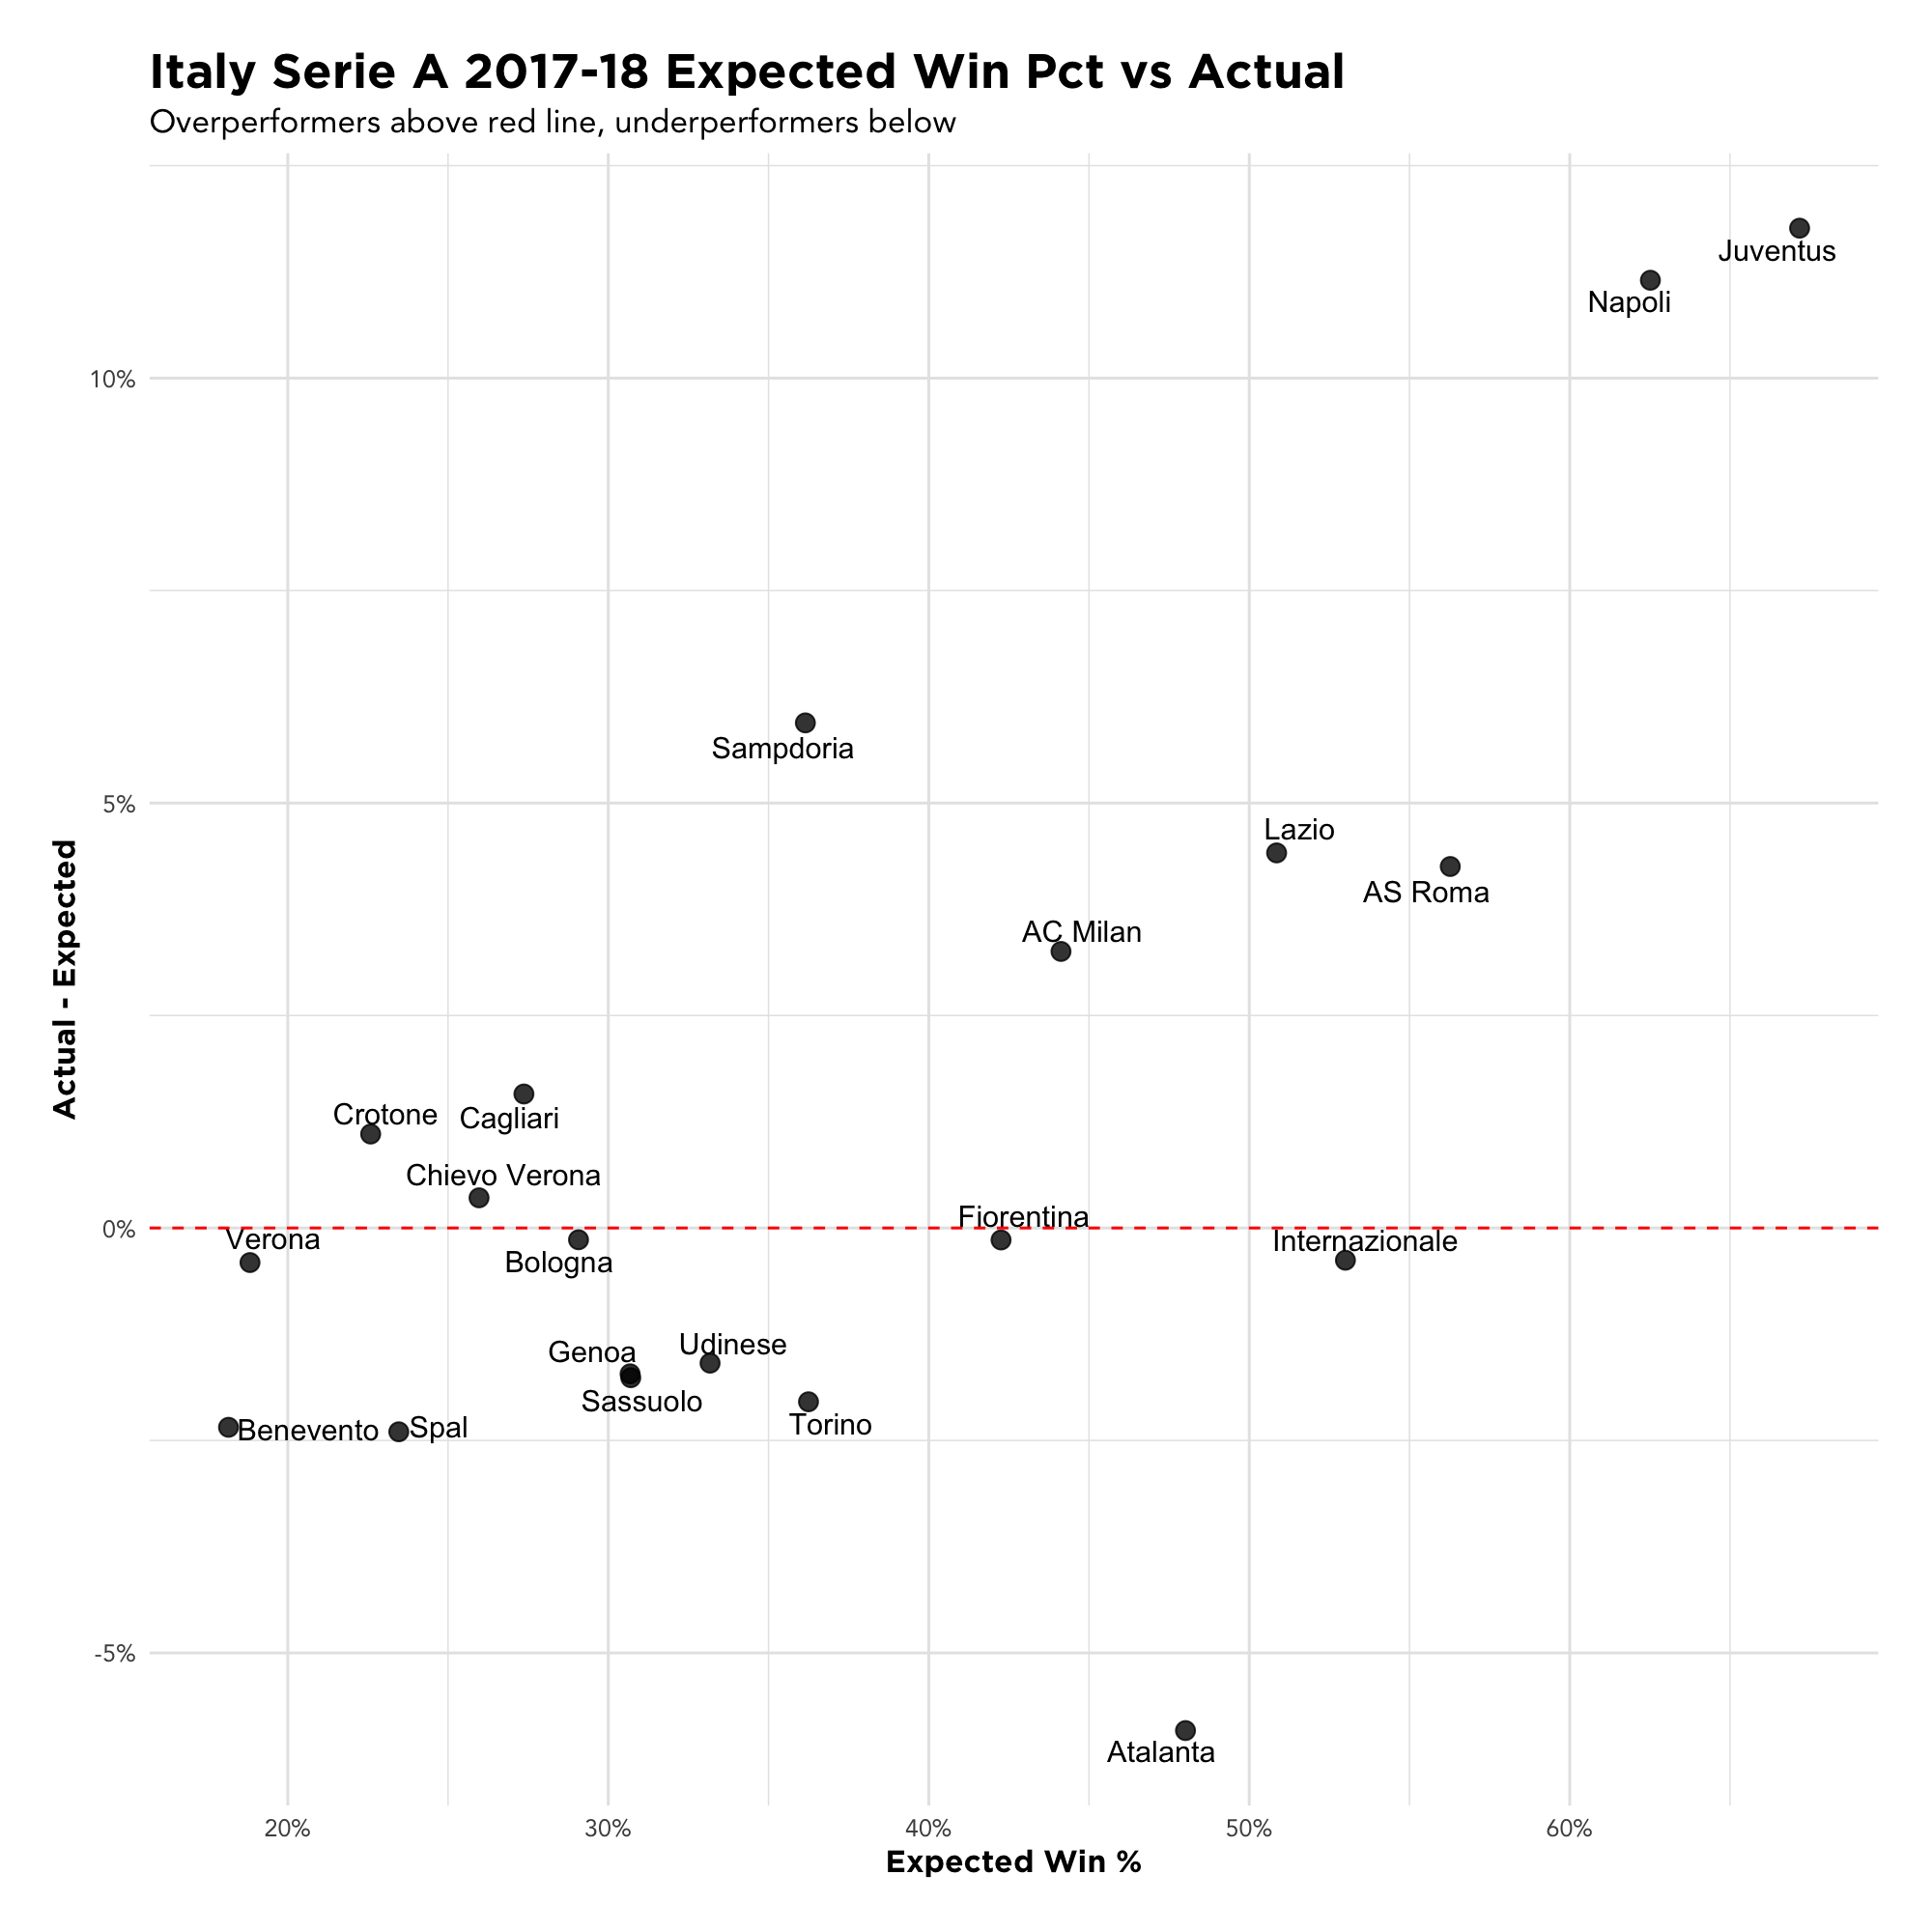 Italy Serie A 2017-18 Expected Win Pct vs Actual
Overperformers above red line, underperformers below
Juventus
Napoli
10%
Sampdoria
5%
Lazio
AS Roma
AC Milan
Actual - Expected
Crotone
Cagliari
Chievo Verona
Fiorentina
0%
Verona
Internazionale
Bologna
Udinese
Genoa
Sassuolo
Torino
Benevento
Spal
-5%
Atalanta
20%
30%
40%
50%
60%
Expected Win %